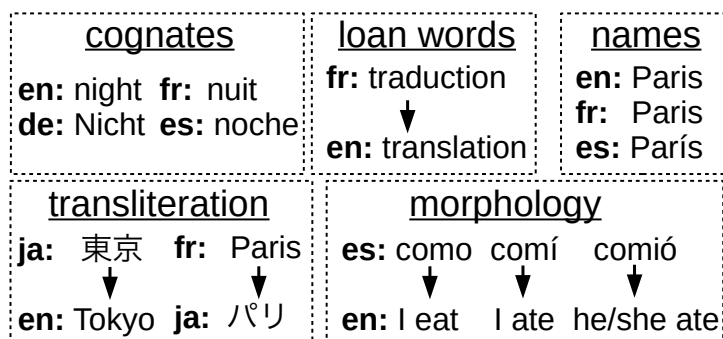 cognates
en: night fr: nuit
de: Nicht es: noche
loan words
fr: traduction
en: translation
names
en: Paris
fr: Paris
es: París
transliteration
ja: 東京 fr: Paris
en: Tokyo ja: パリ
morphology
es: como comí comió
en: I eat I ate he/she ate